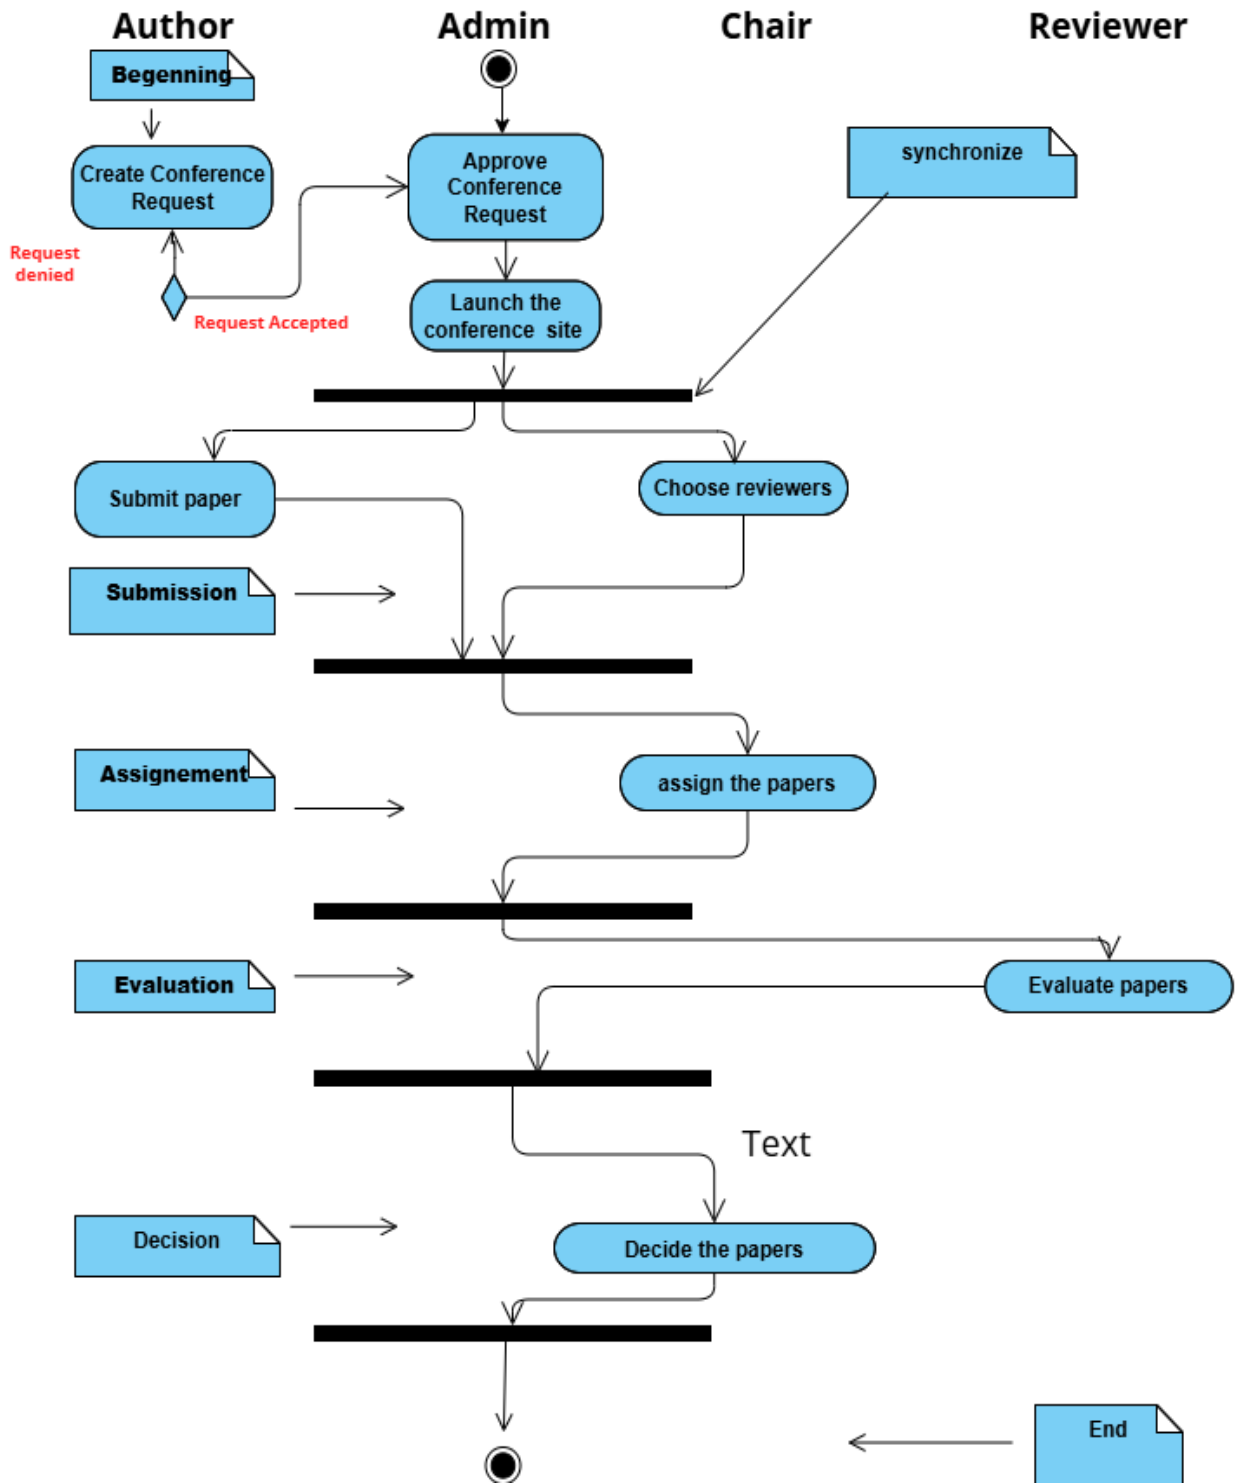 Author
Admin
Chair
Reviewer
Begenning
Create Conference
Request
Approve
Conference
Request
synchronize
Request
denied
Request Accepted
Launch the
conference site
Submit paper
Choose reviewers
Submission
Assignement
assign the papers
Evaluation
Evaluate papers
Text
Decision
Decide the papers
End